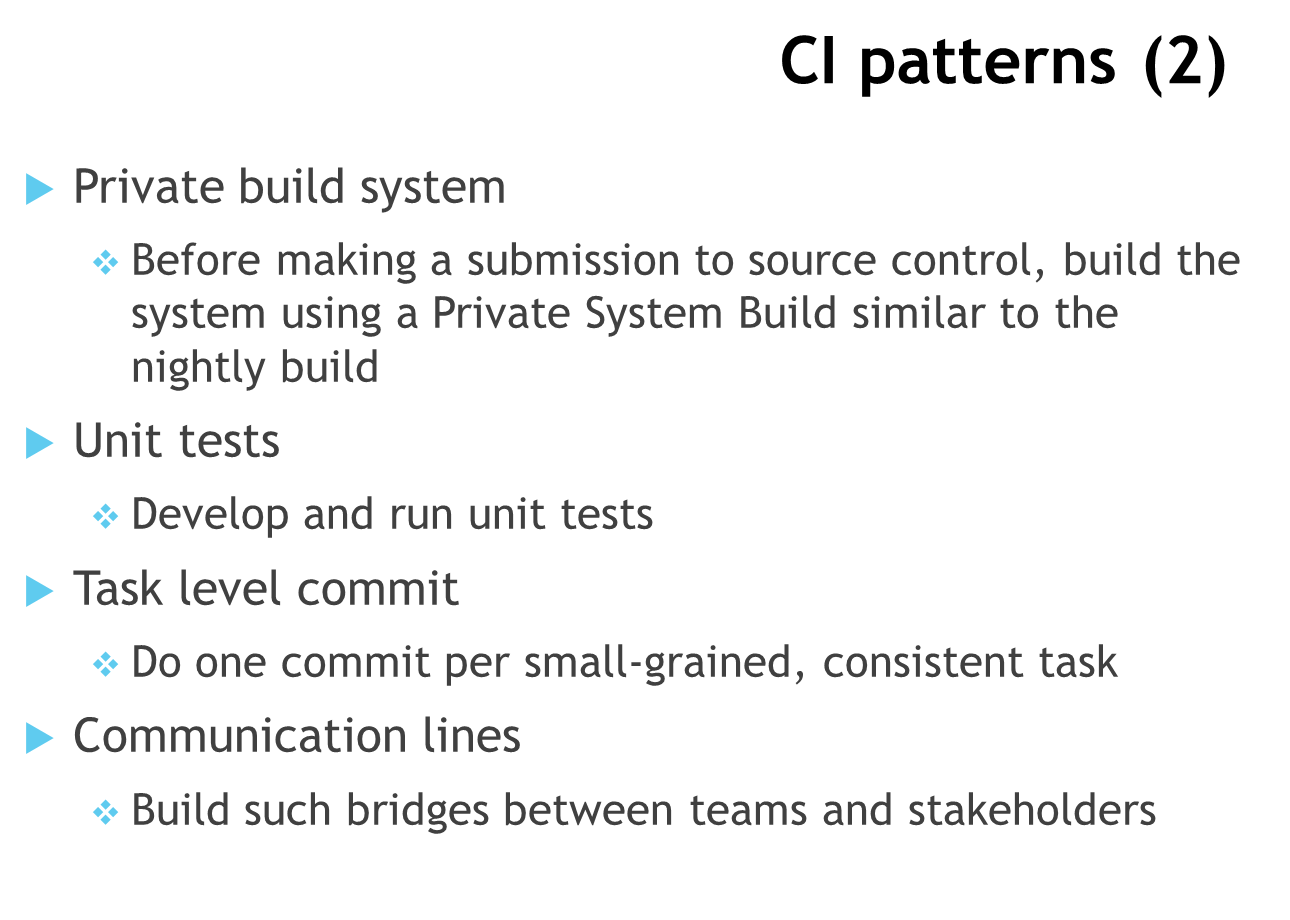 CI patterns (2)
Private build system
Before making a submission to source control, build the
system using a Private System Build similar to the
nightly build
Unit tests
Develop and run unit tests
Task level commit
Do one commit per small-grained, consistent task
Communication lines
Build such bridges between teams and stakeholders